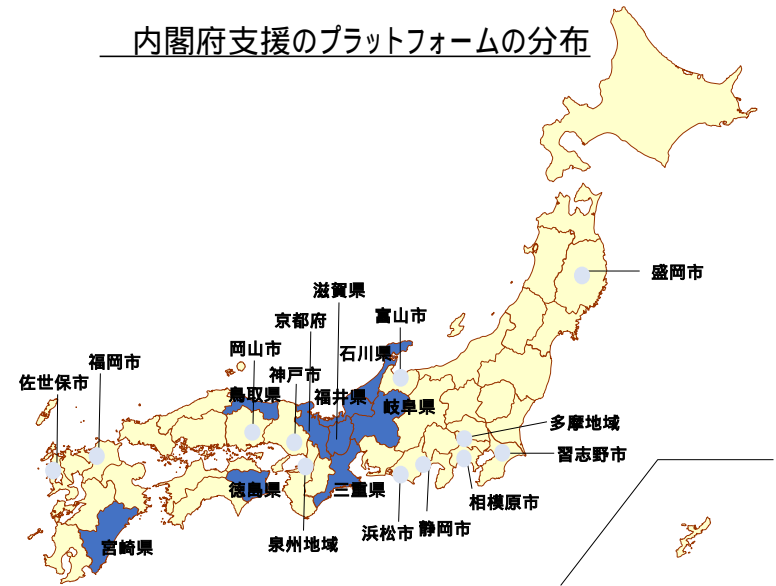 内閣府支援のプラットフォームの分布
盛岡市
滋賀県
京都府
富山市
岡山市
石川県
福岡市
神戸市
佐世保市
鳥取県
福井県
岐阜県
多摩地域
習志野市
徳島県
三重県
相模原市
浜松市
静岡市
泉州地域
宮崎県